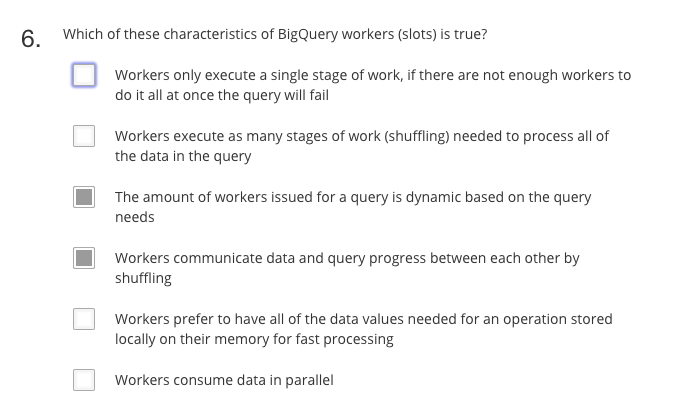 6. Which of these characteristics of BigQuery workers (slots) is true?
Workers only execute a single stage of work, if there are not enough workers to
do it all at once the query will fail
Workers execute as many stages of work (shuffling) needed to process all of
the data in the query
The amount of workers issued for a query is dynamic based on the query
needs
Workers communicate data and query progress between each other by
shuffling
Workers prefer to have all of the data values needed for an operation stored
locally on their memory for fast processing
Workers consume data in parallel